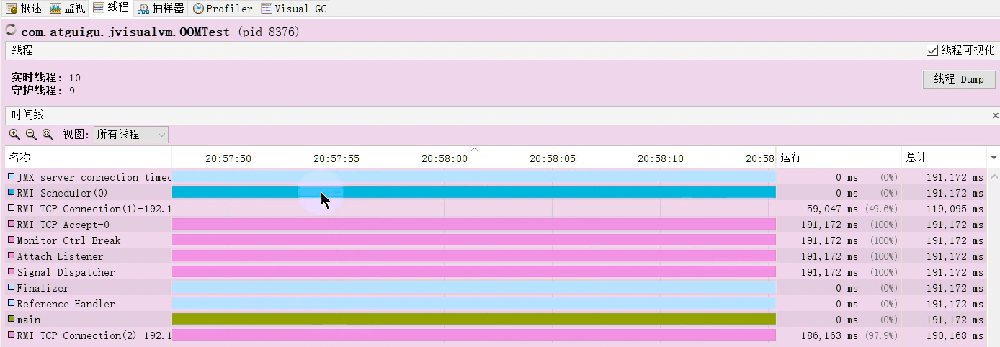 概述 监视 线程 抽样器 Profiler Visual GC
com.atguigu.jvisualvm.OOMTest (pid 8376)
线程 线程可视化
实时线程: 10
守护线程: 9
线程 Dump
时间线
视图: 所有线程
名称 20:57:50 20:57:55 20:58:00 20:58:05 20:58:10 20:58 运行 总计
JMX server connection timeo 0 ms (0%) 191,172 ms
RMI Scheduler(0) 0 ms (0%) 191,172 ms
RMI TCP Connection(1)-192.1 59,047 ms (49.6%) 119,095 ms
RMI TCP Accept-0 191,172 ms (100%) 191,172 ms
Monitor Ctrl-Break 191,172 ms (100%) 191,172 ms
Attach Listener 191,172 ms (100%) 191,172 ms
Signal Dispatcher 191,172 ms (100%) 191,172 ms
Finalizer 0 ms (0%) 191,172 ms
Reference Handler 0 ms (0%) 191,172 ms
main 0 ms (0%) 191,172 ms
RMI TCP Connection(2)-192.1 186,163 ms (97.9%) 190,168 ms